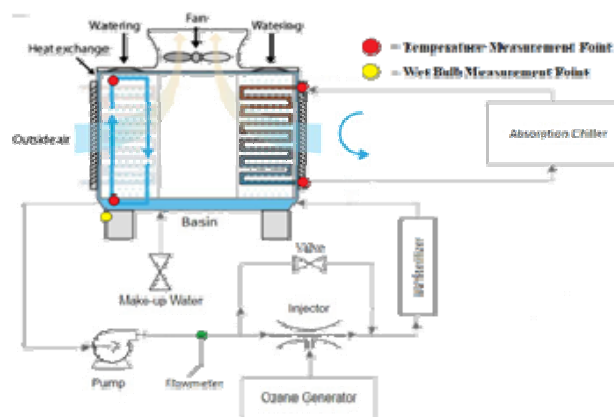 Fan
Watering
Watering
Heat exchange
= Temperature Measurement Point
= Wet Bulb Measurement Point
Outside air
Absorption Chiller
Basin
Make-up Water
Valve
Injector
Pump
Flowmeter
Ozone Generator